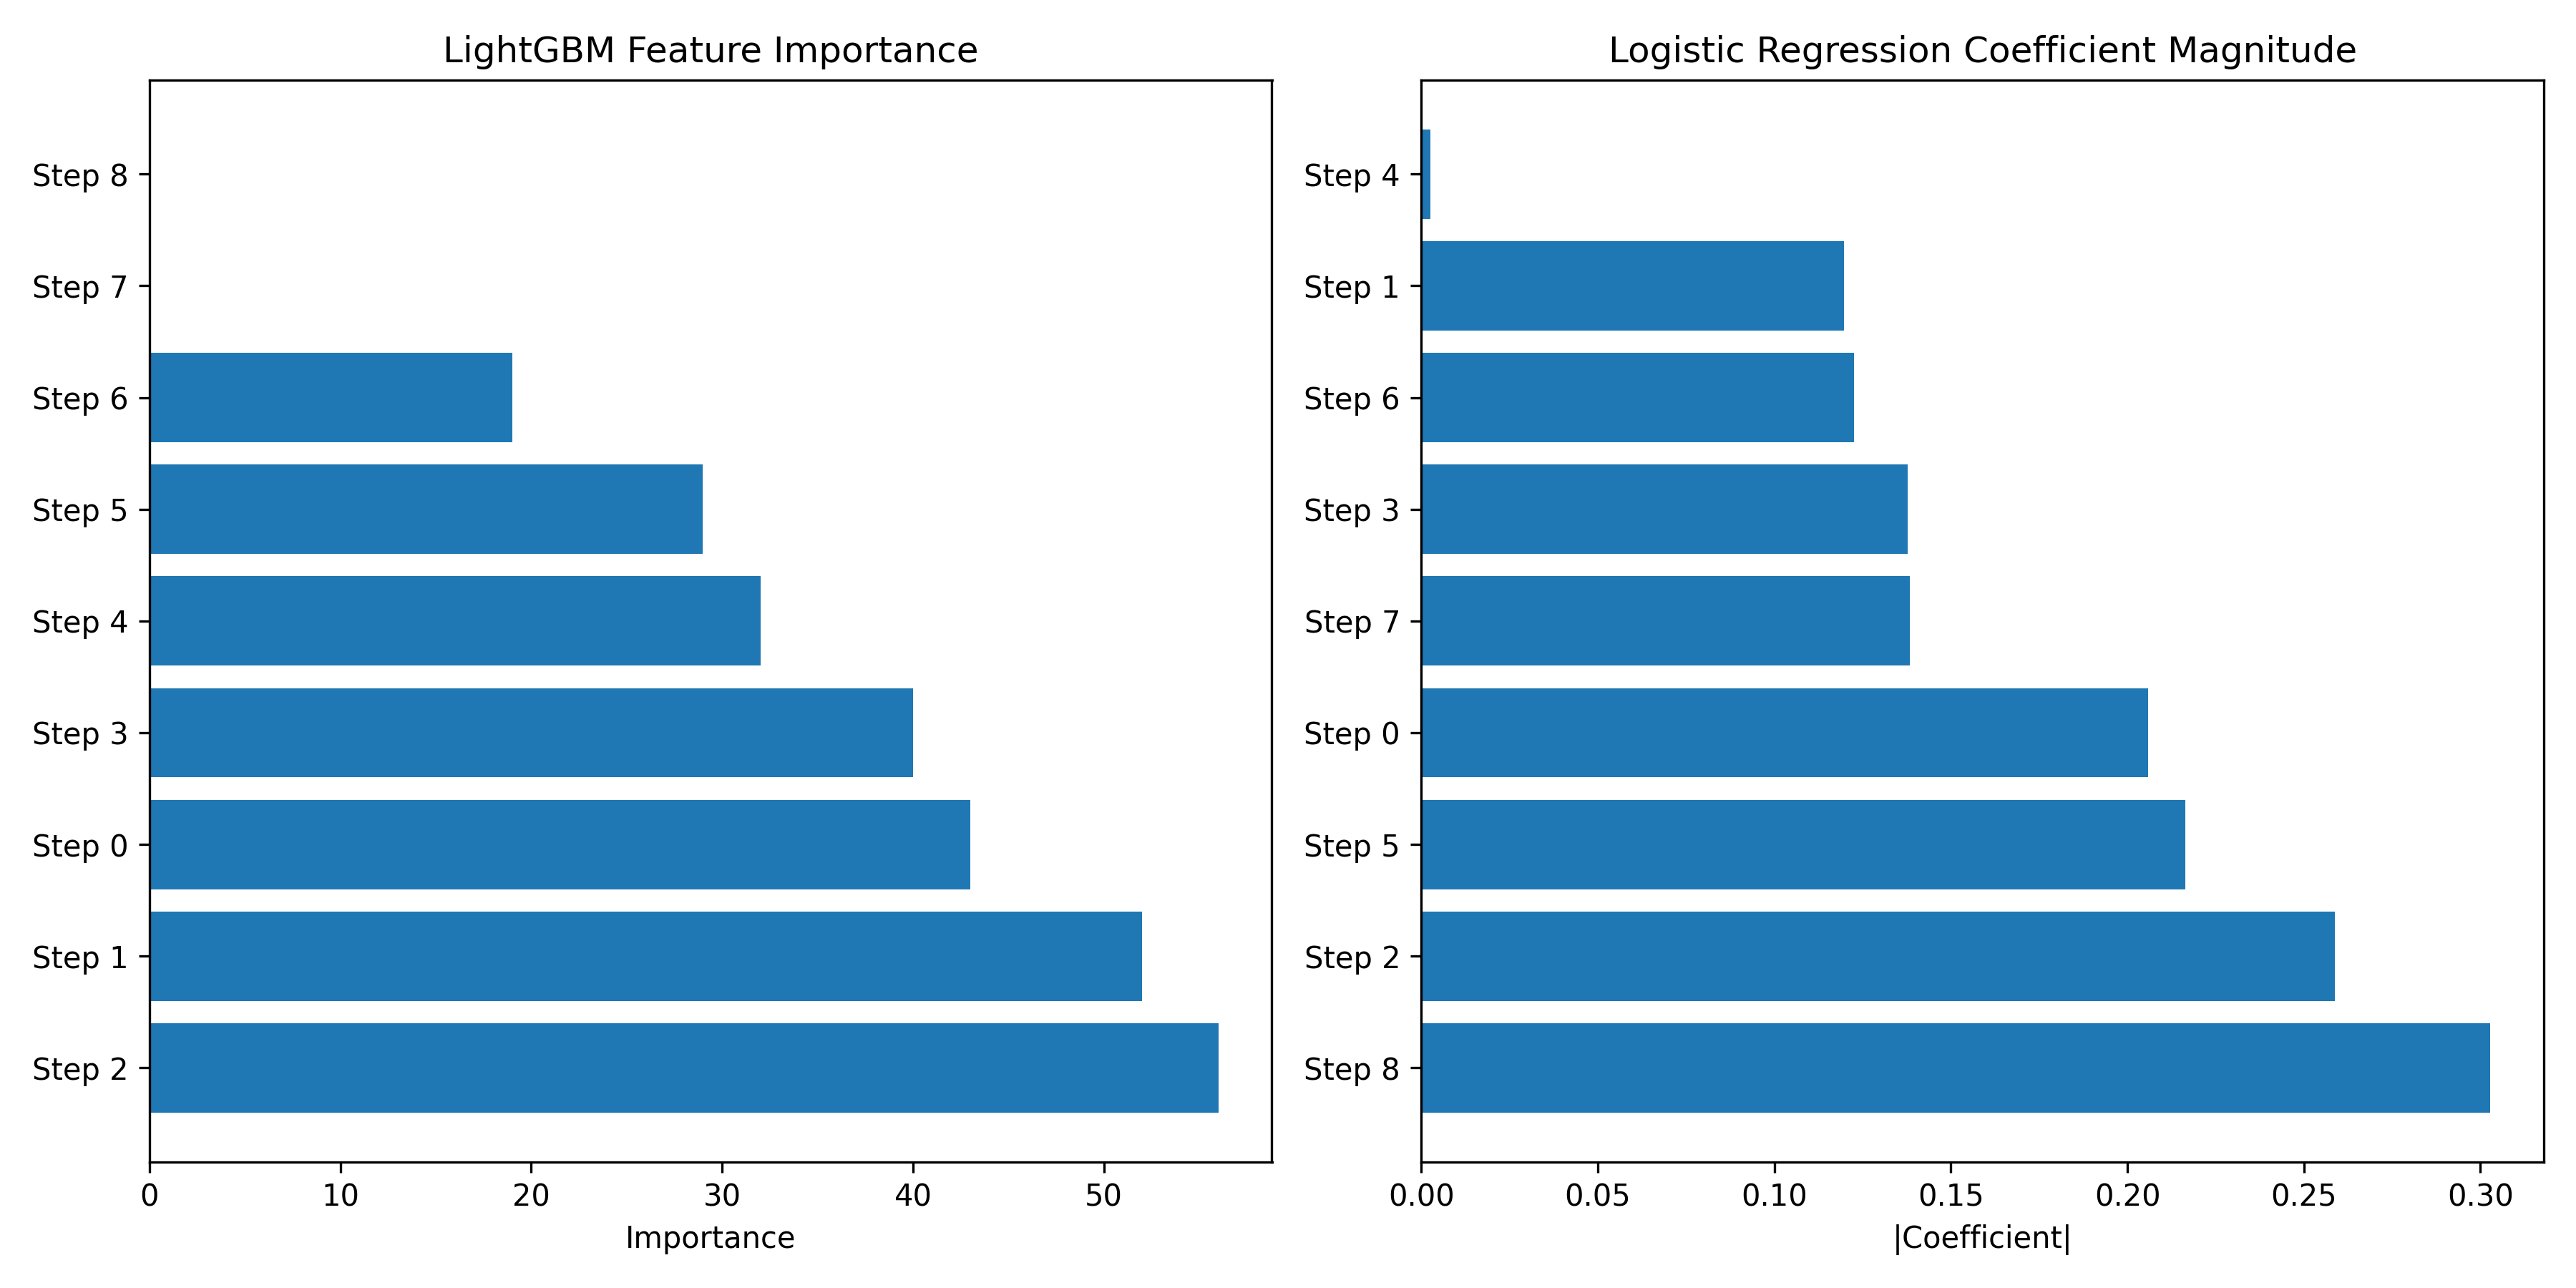 LightGBM Feature Importance
Step 8
Step 7
Step 6
Step 5
Step 4
Step 3
Step 0
Step 1
Step 2
0 10 20 30 40 50
Importance
Logistic Regression Coefficient Magnitude
Step 4
Step 1
Step 6
Step 3
Step 7
Step 0
Step 5
Step 2
Step 8
0.00 0.05 0.10 0.15 0.20 0.25 0.30
|Coefficient|